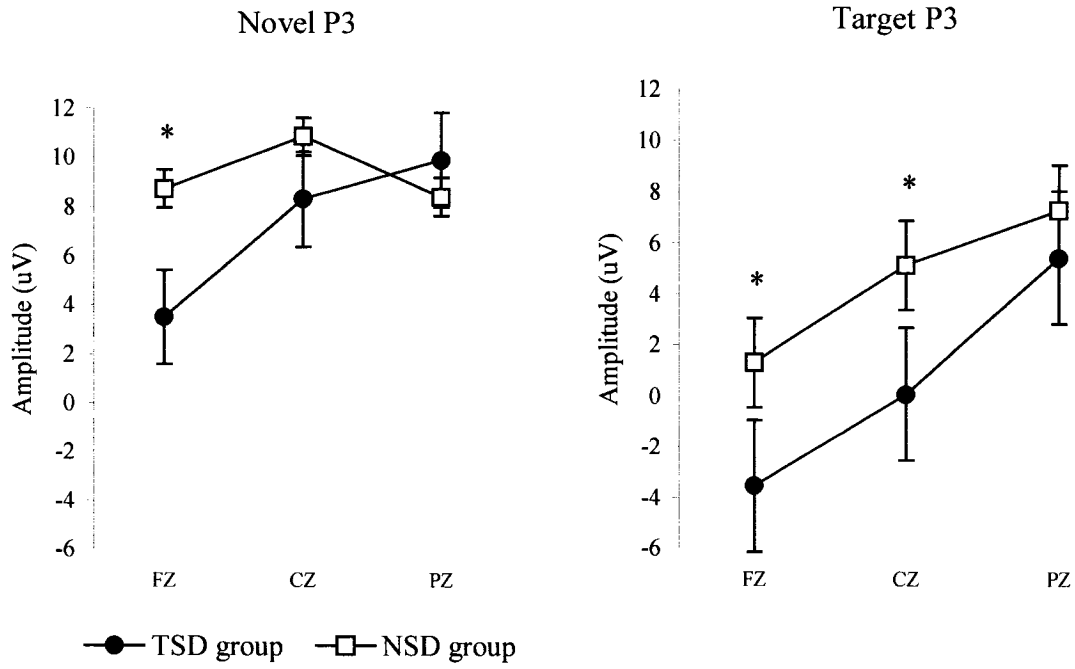 Novel P3
Target P3
Amplitude (uV)
12
10
8
6
4
2
0
-2
-4
-6
*
FZ
CZ
PZ
Amplitude (uV)
12
10
8
6
4
2
0
-2
-4
-6
*
*
FZ
CZ
PZ
TSD group
NSD group